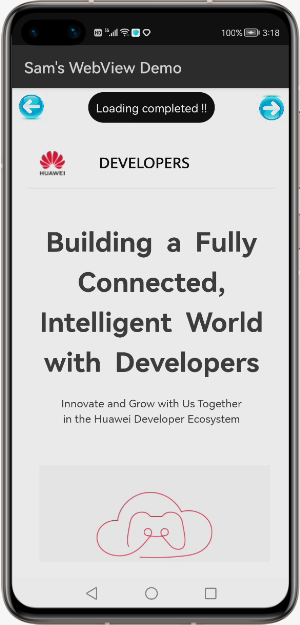 100% 3:18
Sam's WebView Demo
Loading completed !!
HUAWEI
DEVELOPERS
Building a Fully
Connected,
Intelligent World
with Developers
Innovate and Grow with Us Together
in the Huawei Developer Ecosystem